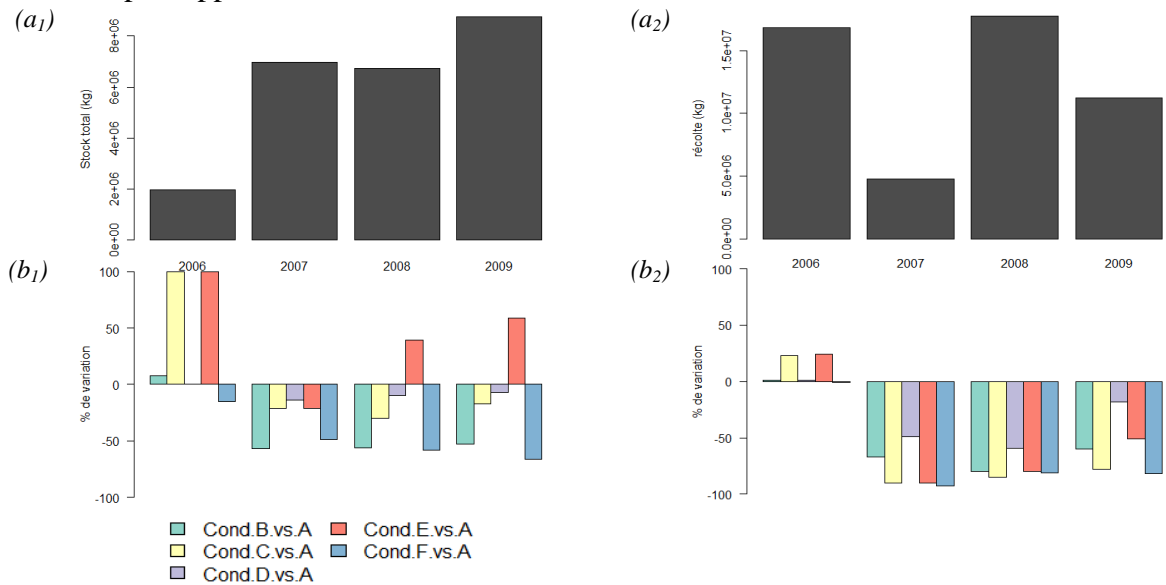 (a1)
Stock total (kg)
0e+00 2e+06 4e+06 6e+06 8e+06
2006 2007 2008 2009
(a2)
récolte (kg)
0.0e+00 5.0e+06 1.0e+07 1.5e+07
2006 2007 2008 2009
(b1)
% de variation
100
50
0
-50
-100
(b2)
% de variation
100
50
0
-50
-100
Cond.B.vs.A Cond.E.vs.A
Cond.C.vs.A Cond.F.vs.A
Cond.D.vs.A